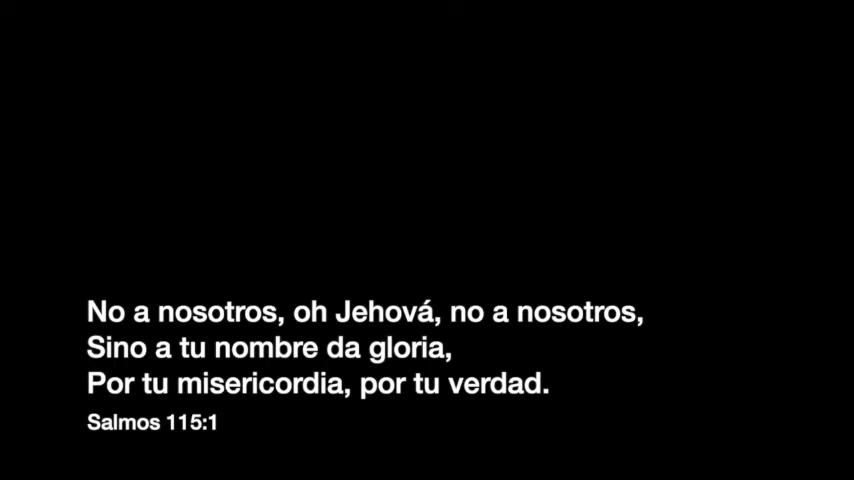 No a nosotros, oh Jehová, no a nosotros,
Sino a tu nombre da gloria,
Por tu misericordia, por tu verdad.
Salmos 115:1